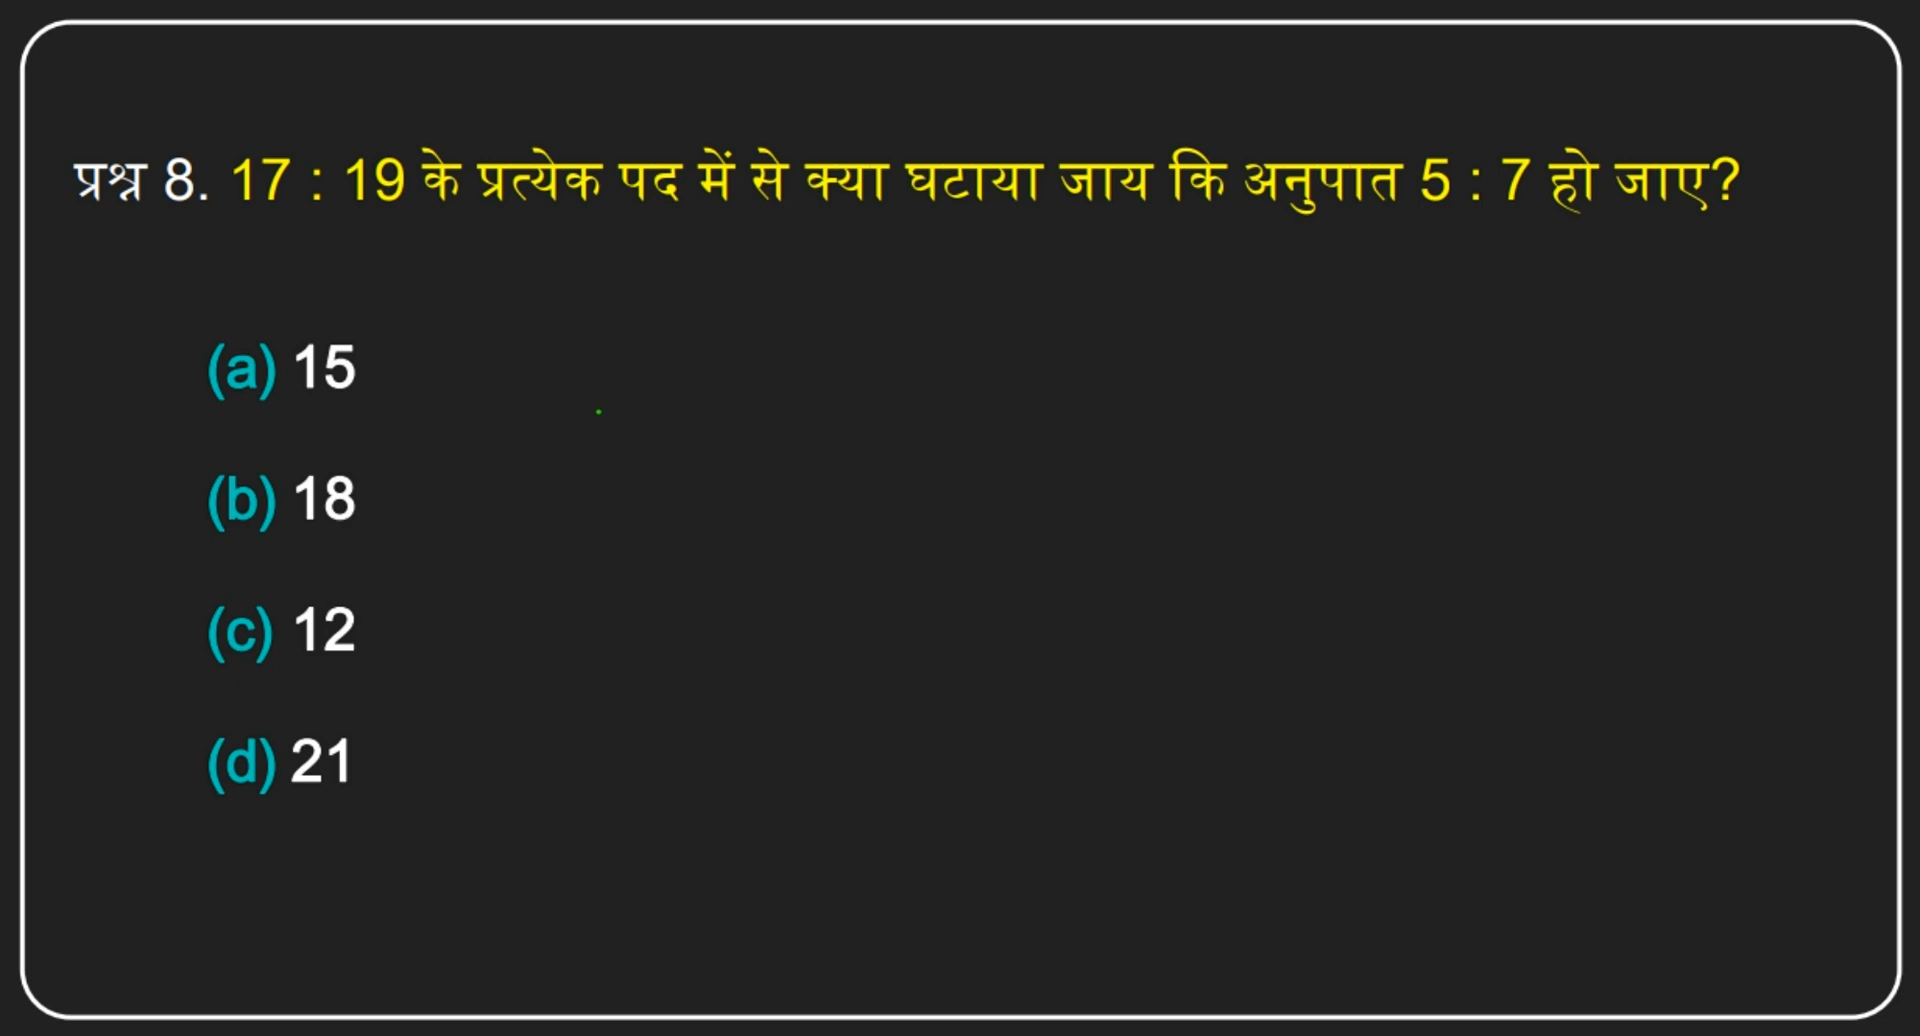 प्रश्न 8. 17 : 19 के प्रत्येक पद में से क्या घटाया जाय कि अनुपात 5 : 7 हो जाए?
(a) 15
(b) 18
(c) 12
(d) 21